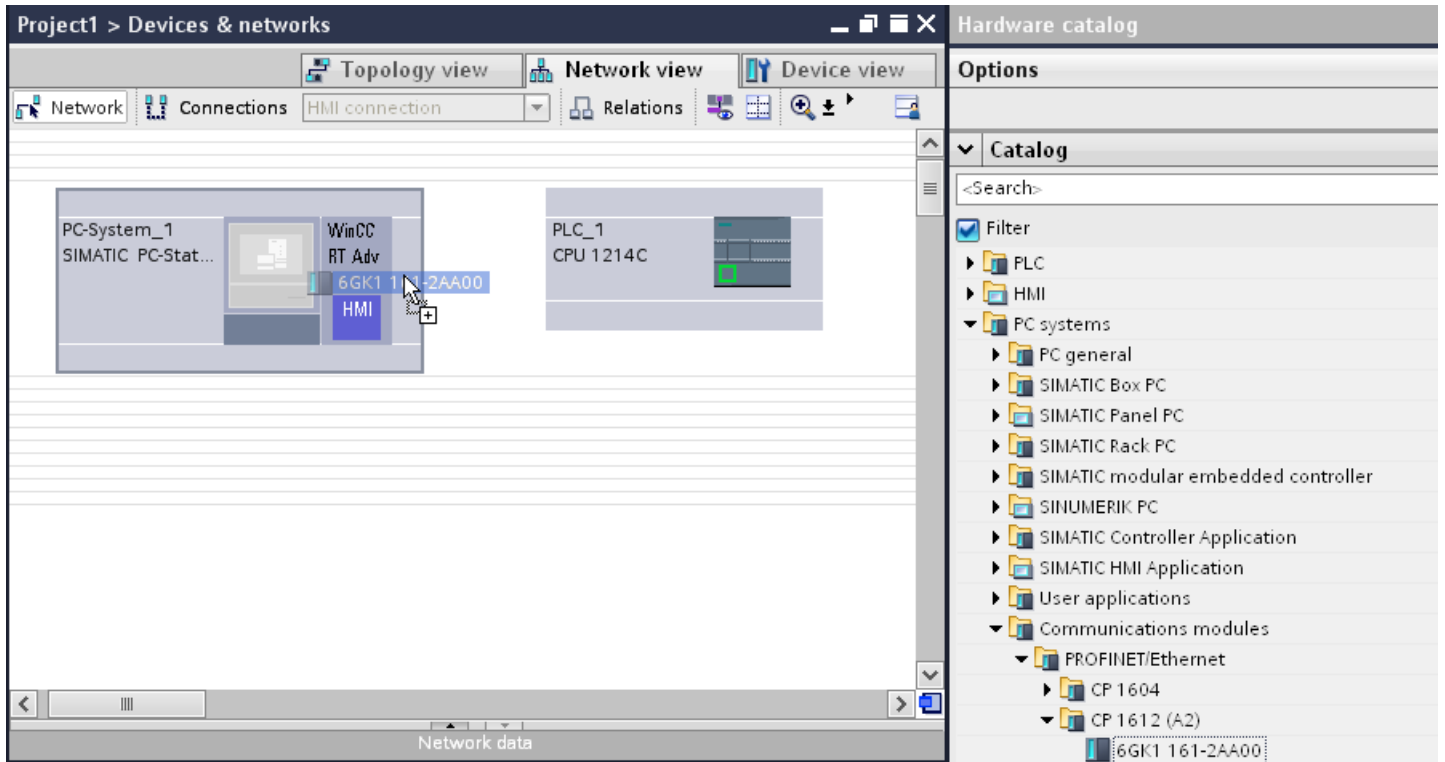 Project1 > Devices & networks
Topology view
Network view
Device view
Network
Connections
HMI connection
Relations
PC-System_1
SIMATIC PC-Stat...
WinCC
RT Adv
6GK1 161-2AA00
HMI
PLC_1
CPU 1214C
Network data
Hardware catalog
Options
Catalog
<Search>
Filter
PLC
HMI
PC systems
PC general
SIMATIC Box PC
SIMATIC Panel PC
SIMATIC Rack PC
SIMATIC modular embedded controller
SINUMERIK PC
SIMATIC Controller Application
SIMATIC HMI Application
User applications
Communications modules
PROFINET/Ethernet
CP 1604
CP 1612 (A2)
6GK1 161-2AA00